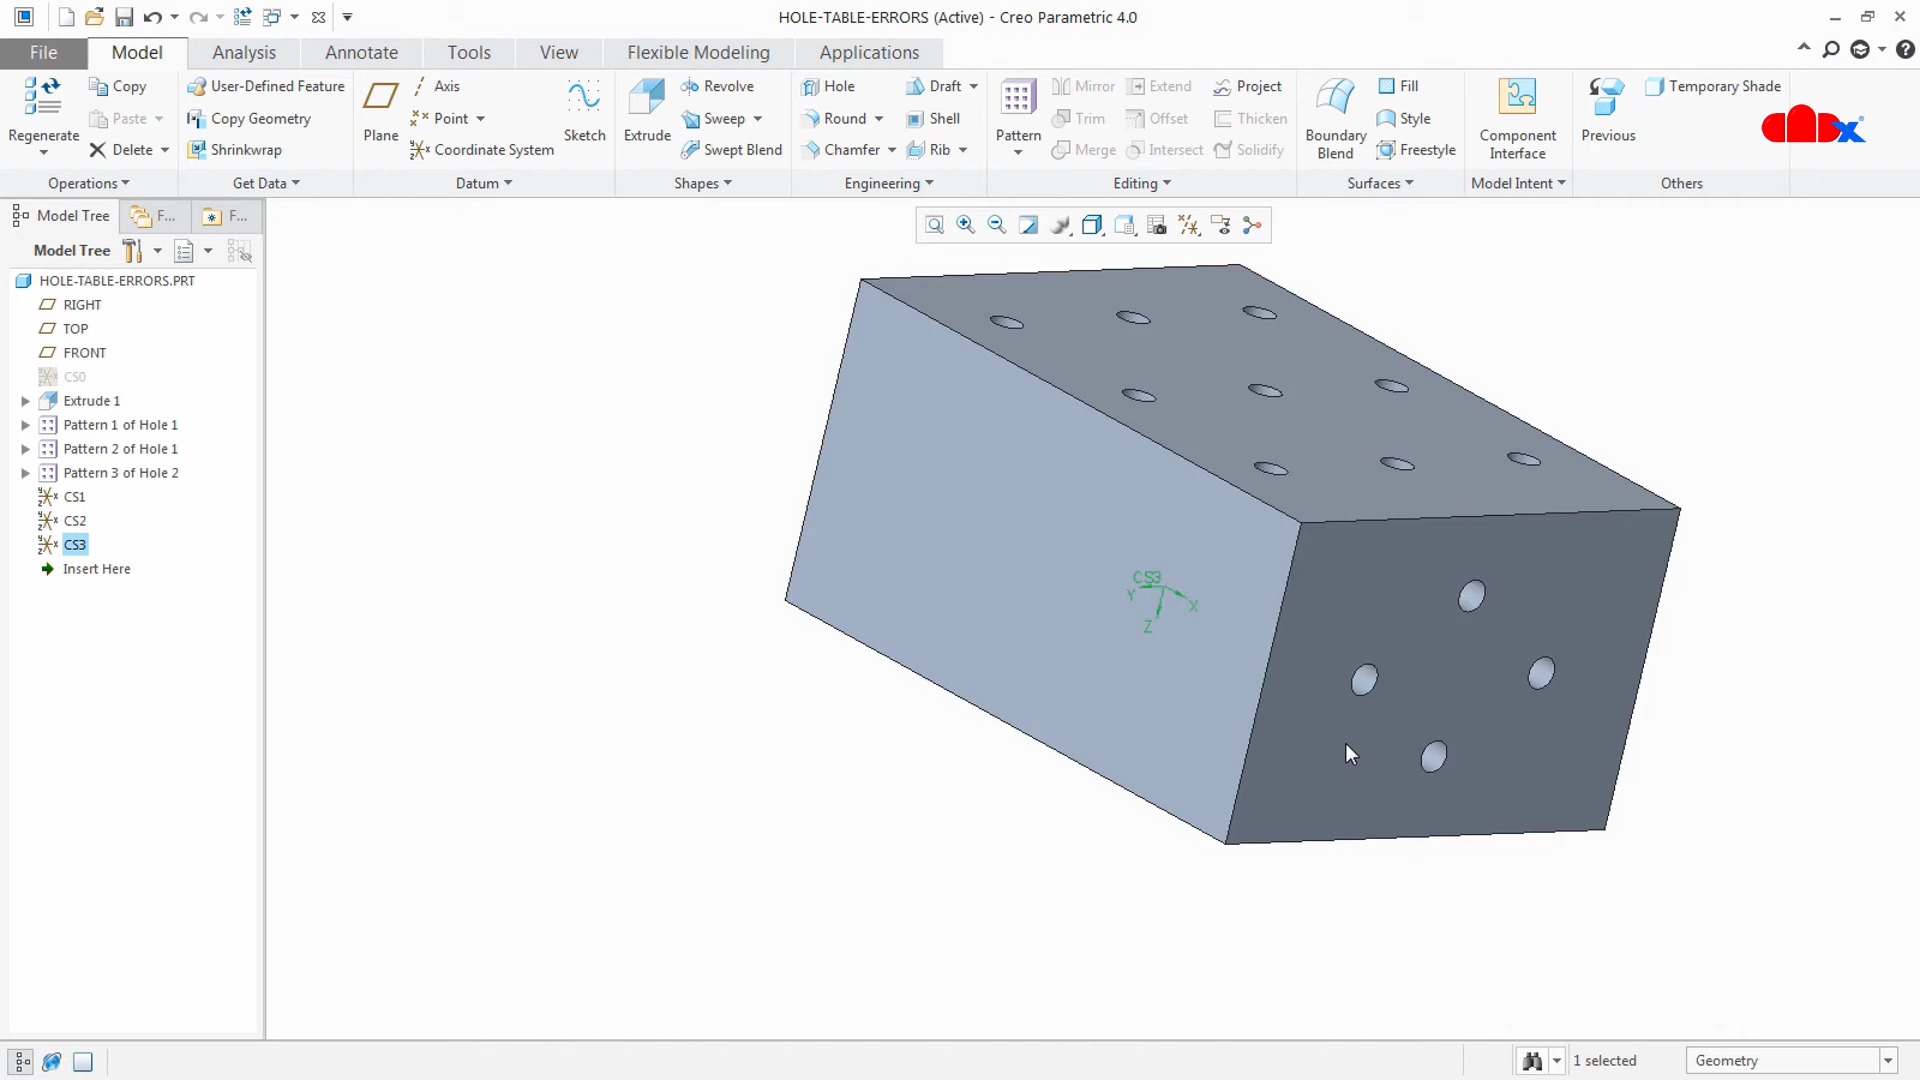 HOLE-TABLE-ERRORS (Active) - Creo Parametric 4.0
File Model Analysis Annotate Tools View Flexible Modeling Applications
Regenerate
Copy
Paste
Delete
Operations
User-Defined Feature
Copy Geometry
Shrinkwrap
Get Data
Plane
Axis
Point
Coordinate System
Sketch
Datum
Extrude
Revolve
Sweep
Swept Blend
Shapes
Hole
Round
Chamfer
Draft
Shell
Rib
Engineering
Pattern
Mirror
Trim
Merge
Extend
Offset
Intersect
Project
Thicken
Solidify
Editing
Boundary
Blend
Fill
Style
Freestyle
Surfaces
Component
Interface
Model Intent
Previous
Temporary Shade
Others
Model Tree F... F...
Model Tree
HOLE-TABLE-ERRORS.PRT
RIGHT
TOP
FRONT
CS0
Extrude 1
Pattern 1 of Hole 1
Pattern 2 of Hole 1
Pattern 3 of Hole 2
CS1
CS2
CS3
Insert Here
CS3
Y
X
Z
1 selected
Geometry